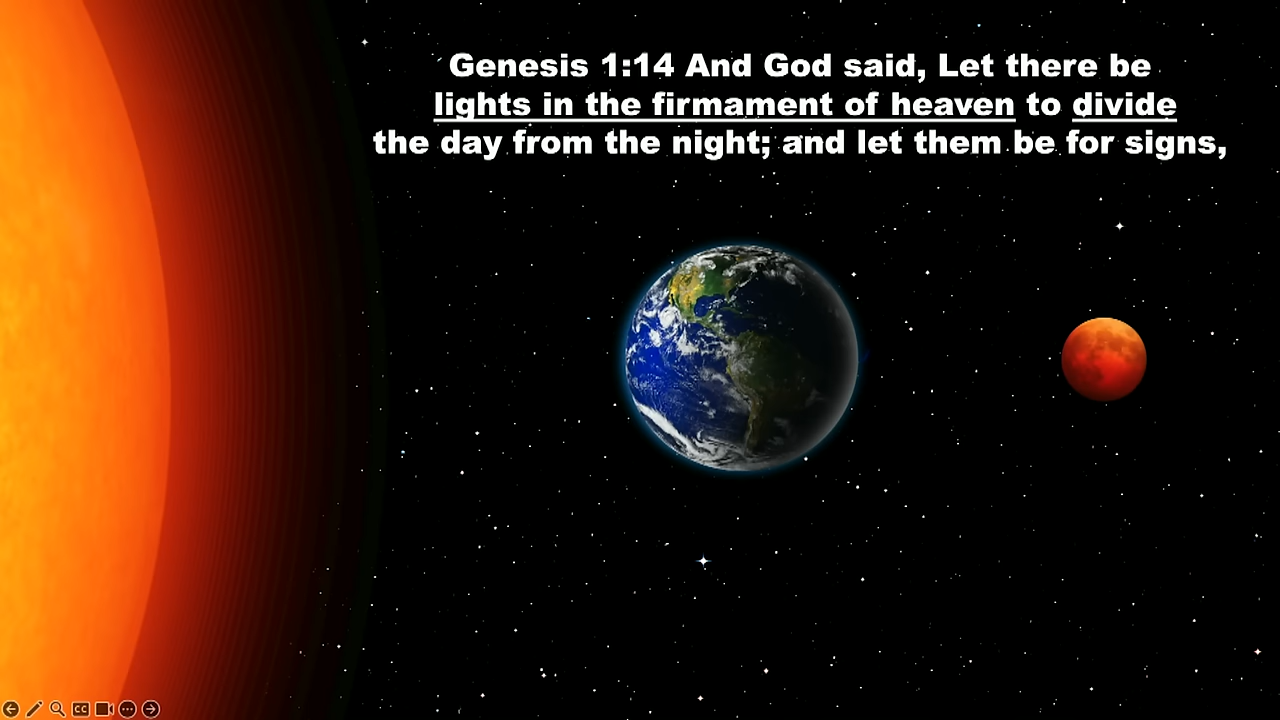 Genesis 1:14 And God said, Let there be
lights in the firmament of heaven to divide
the day from the night; and let them be for signs,
CC